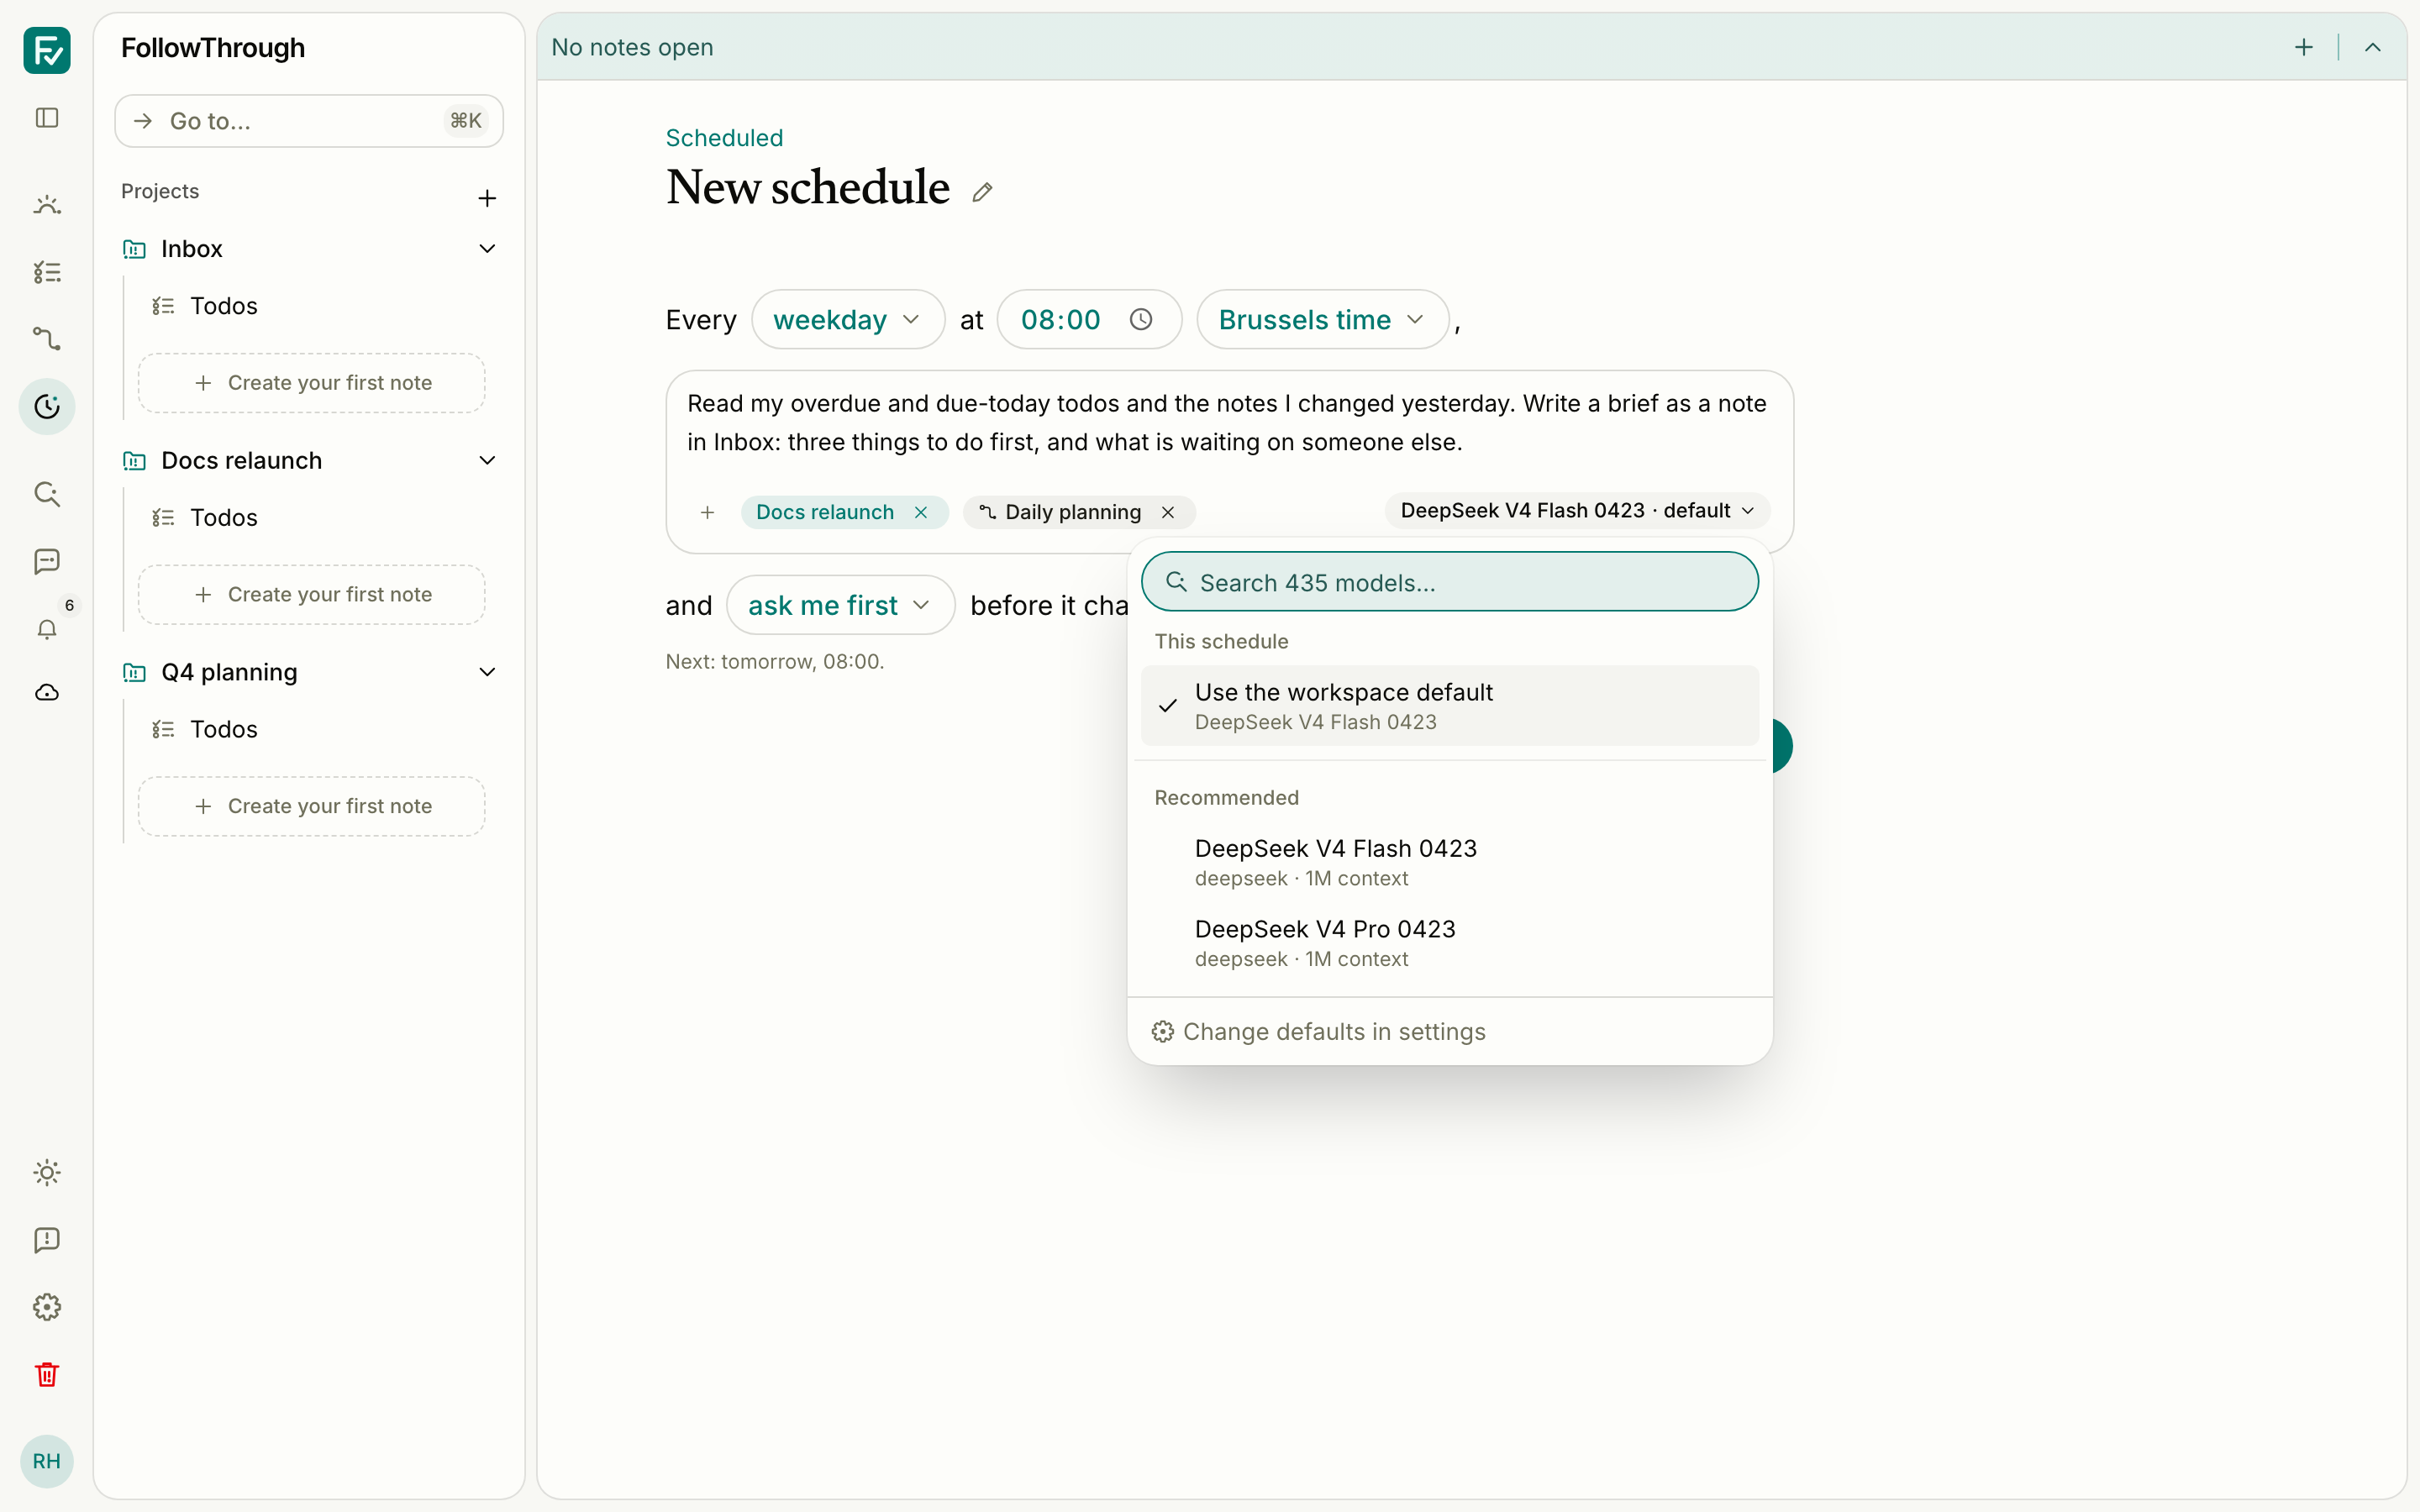 FollowThrough
Go to...
⌘K
Projects
Inbox
Todos
Create your first note
Docs relaunch
Todos
Create your first note
Q4 planning
Todos
Create your first note
6
RH
No notes open
Scheduled
New schedule
Every weekday at 08:00 Brussels time ,
Read my overdue and due-today todos and the notes I changed yesterday. Write a brief as a note
in Inbox: three things to do first, and what is waiting on someone else.
Docs relaunch Daily planning DeepSeek V4 Flash 0423 · default
and ask me first before it cha
Next: tomorrow, 08:00.
Search 435 models...
This schedule
Use the workspace default
DeepSeek V4 Flash 0423
Recommended
DeepSeek V4 Flash 0423
deepseek · 1M context
DeepSeek V4 Pro 0423
deepseek · 1M context
Change defaults in settings